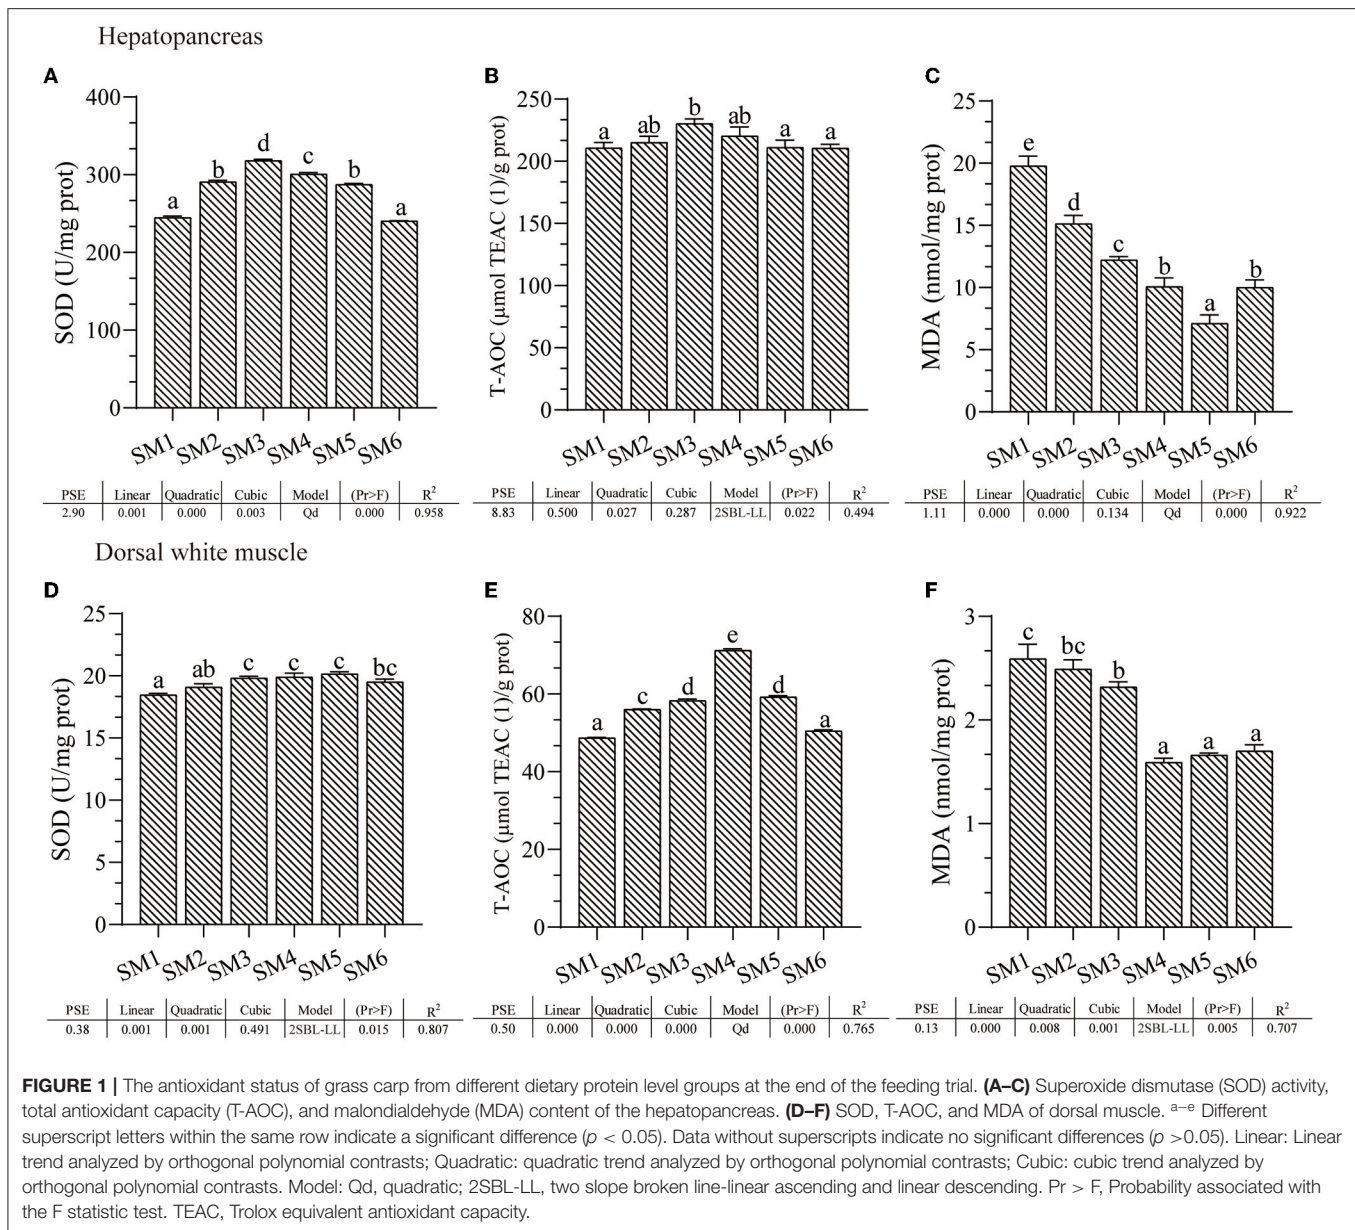 Hepatopancreas
A
SOD (U/mg prot)
400
300
200
100
0
a
b
d
c
b
a
SM1 SM2 SM3 SM4 SM5 SM6
PSE Linear Quadratic Cubic Model (Pr>F) R²
2.90 0.001 0.000 0.003 Qd 0.000 0.958
B
T-AOC (μmol TEAC (1)/g prot)
250
200
150
100
50
0
a
ab
b
ab
a
a
SM1 SM2 SM3 SM4 SM5 SM6
PSE Linear Quadratic Cubic Model (Pr>F) R²
8.83 0.500 0.027 0.287 2SBL-LL 0.022 0.494
C
MDA (nmol/mg prot)
25
20
15
10
5
0
e
d
c
b
a
b
SM1 SM2 SM3 SM4 SM5 SM6
PSE Linear Quadratic Cubic Model (Pr>F) R²
1.11 0.000 0.000 0.134 Qd 0.000 0.922
Dorsal white muscle
D
SOD (U/mg prot)
25
20
15
10
5
0
a
ab
c
c
c
bc
SM1 SM2 SM3 SM4 SM5 SM6
PSE Linear Quadratic Cubic Model (Pr>F) R²
0.38 0.001 0.001 0.491 2SBL-LL 0.015 0.807
E
T-AOC (μmol TEAC (1)/g prot)
80
60
40
20
0
a
c
d
e
d
a
SM1 SM2 SM3 SM4 SM5 SM6
PSE Linear Quadratic Cubic Model (Pr>F) R²
0.50 0.000 0.000 0.000 Qd 0.000 0.765
F
MDA (nmol/mg prot)
3
2
1
0
c
bc
b
a
a
a
SM1 SM2 SM3 SM4 SM5 SM6
PSE Linear Quadratic Cubic Model (Pr>F) R²
0.13 0.000 0.008 0.001 2SBL-LL 0.005 0.707
FIGURE 1 | The antioxidant status of grass carp from different dietary protein level groups at the end of the feeding trial. (A–C) Superoxide dismutase (SOD) activity,
total antioxidant capacity (T-AOC), and malondialdehyde (MDA) content of the hepatopancreas. (D–F) SOD, T-AOC, and MDA of dorsal muscle. ᵃ⁻ᵉ Different
superscript letters within the same row indicate a significant difference (p < 0.05). Data without superscripts indicate no significant differences (p >0.05). Linear: Linear
trend analyzed by orthogonal polynomial contrasts; Quadratic: quadratic trend analyzed by orthogonal polynomial contrasts; Cubic: cubic trend analyzed by
orthogonal polynomial contrasts. Model: Qd, quadratic; 2SBL-LL, two slope broken line-linear ascending and linear descending. Pr > F, Probability associated with
the F statistic test. TEAC, Trolox equivalent antioxidant capacity.